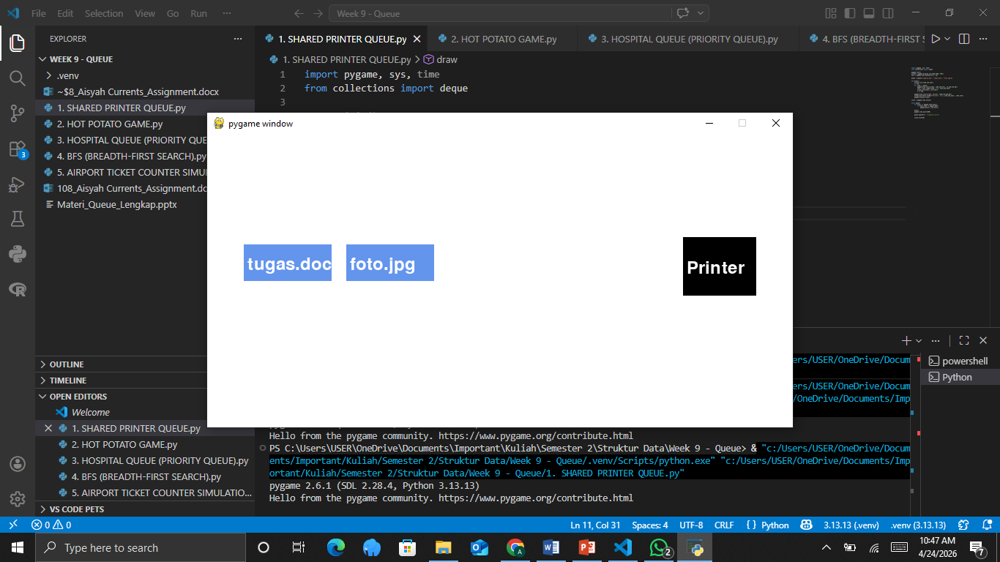 File Edit Selection View Go Run ··· Week 9 - Queue
EXPLORER ···
WEEK 9 - QUEUE
.venv
~$8_Aisyah Currents_Assignment.docx
1. SHARED PRINTER QUEUE.py
2. HOT POTATO GAME.py
3. HOSPITAL QUEUE (PRIORITY QUE
4. BFS (BREADTH-FIRST SEARCH).py
5. AIRPORT TICKET COUNTER SIMU
108_Aisyah Currents_Assignment.dc
Materi_Queue_Lengkap.pptx
OUTLINE
TIMELINE
OPEN EDITORS
Welcome
1. SHARED PRINTER QUEUE.py
2. HOT POTATO GAME.py
3. HOSPITAL QUEUE (PRIORITY QUEUE).py
4. BFS (BREADTH-FIRST SEARCH).py
5. AIRPORT TICKET COUNTER SIMULATIO...
VS CODE PETS
3
1. SHARED PRINTER QUEUE.py 2. HOT POTATO GAME.py 3. HOSPITAL QUEUE (PRIORITY QUEUE).py 4. BFS (BREADTH-FIRST S
1. SHARED PRINTER QUEUE.py > draw
1 import pygame, sys, time
2 from collections import deque
3
pygame window
tugas.doc foto.jpg Printer
ers/USER/OneDrive/Docum
ers/USER/OneDrive/Docum
/OneDrive/Documents/Imp
Hello from the pygame community. https://www.pygame.org/contribute.html
PS C:\Users\USER\OneDrive\Documents\Important\Kuliah\Semester 2\Struktur Data\Week 9 - Queue> & "c:/Users/USER/OneDrive/Docum
ents/Important/Kuliah/Semester 2/Struktur Data/Week 9 - Queue/.venv/Scripts/python.exe" "c:/Users/USER/OneDrive/Documents/Imp
ortant/Kuliah/Semester 2/Struktur Data/Week 9 - Queue/1. SHARED PRINTER QUEUE.py"
pygame 2.6.1 (SDL 2.28.4, Python 3.13.13)
Hello from the pygame community. https://www.pygame.org/contribute.html
powershell
Python
0 0 Ln 11, Col 31 Spaces: 4 UTF-8 CRLF { } Python 3.13.13 (.venv) .venv (3.13.13)
Type here to search
2
10:47 AM
4/24/2026
7